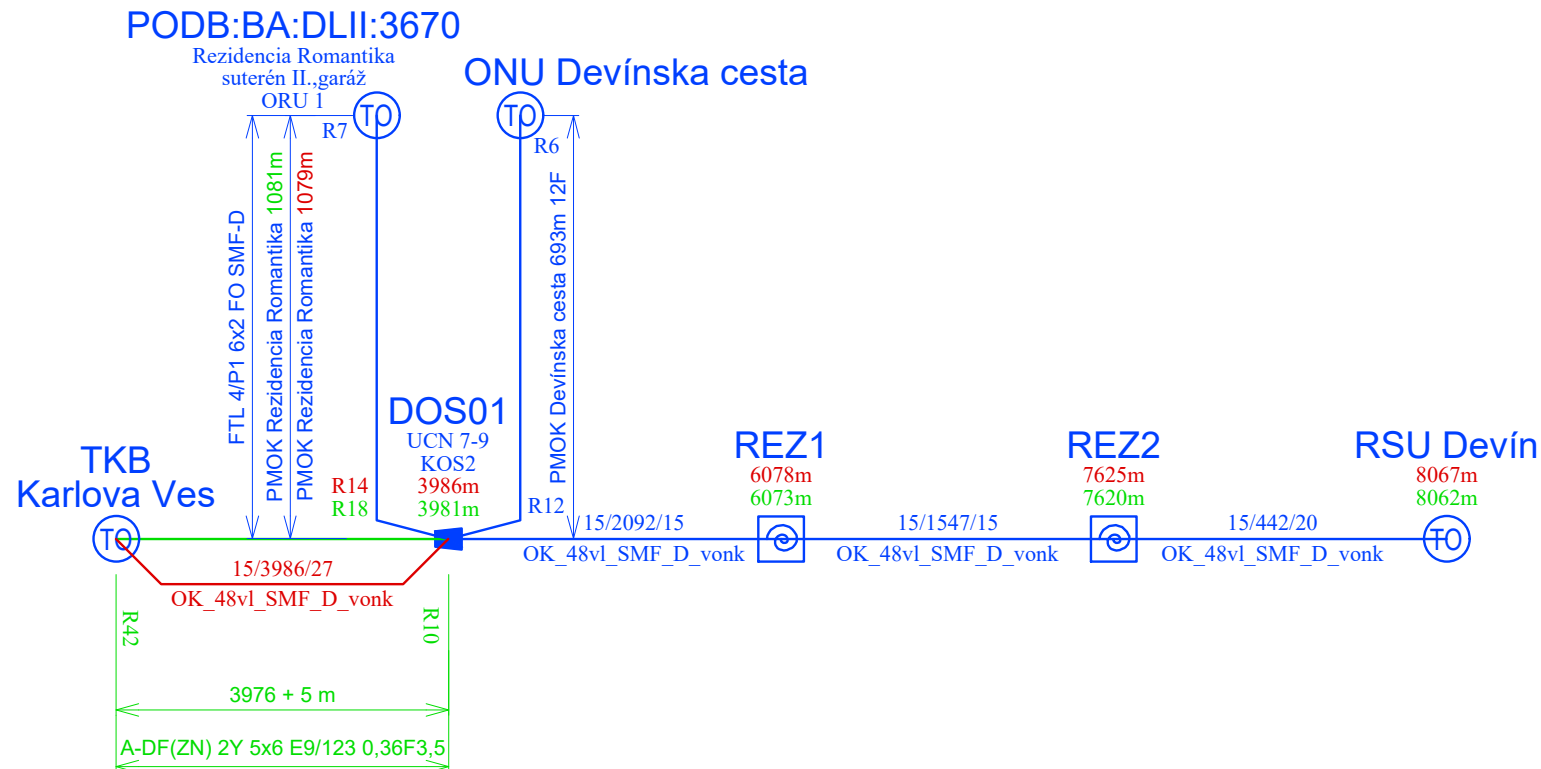 PODB:BA:DLII:3670
Rezidencia Romantika
suterén II.,garáž
ORU 1
TO
R7
ONU Devínska cesta
TO
R6
FTL 4/P1 6x2 FO SMF-D
PMOK Rezidencia Romantika 1081m
PMOK Rezidencia Romantika 1079m
PMOK Devínska cesta 693m 12F
DOS01
UCN 7-9
KOS2
3986m
3981m
R14
R18
R12
TKB
Karlova Ves
TO
15/3986/27
OK_48vl_SMF_D_vonk
R42
R10
3976 + 5 m
A-DF(ZN) 2Y 5x6 E9/123 0,36F3,5
15/2092/15
OK_48vl_SMF_D_vonk
REZ1
6078m
6073m
15/1547/15
OK_48vl_SMF_D_vonk
REZ2
7625m
7620m
15/442/20
OK_48vl_SMF_D_vonk
RSU Devín
8067m
8062m
TO